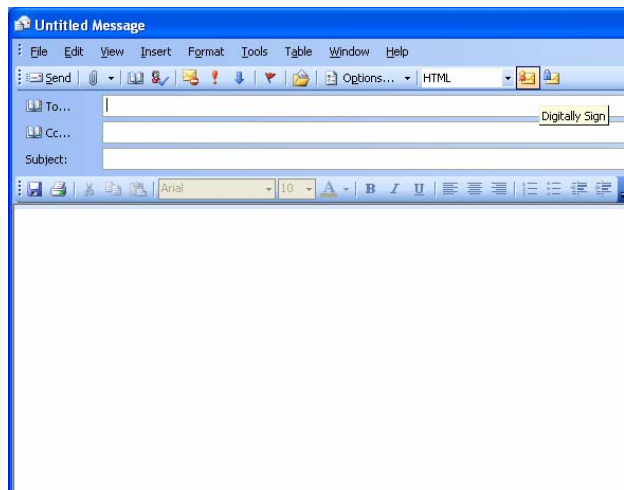 Untitled Message
File Edit View Insert Format Tools Table Window Help
Send Options... HTML
To...
Digitally Sign
Cc...
Subject:
Arial 10 A B I U